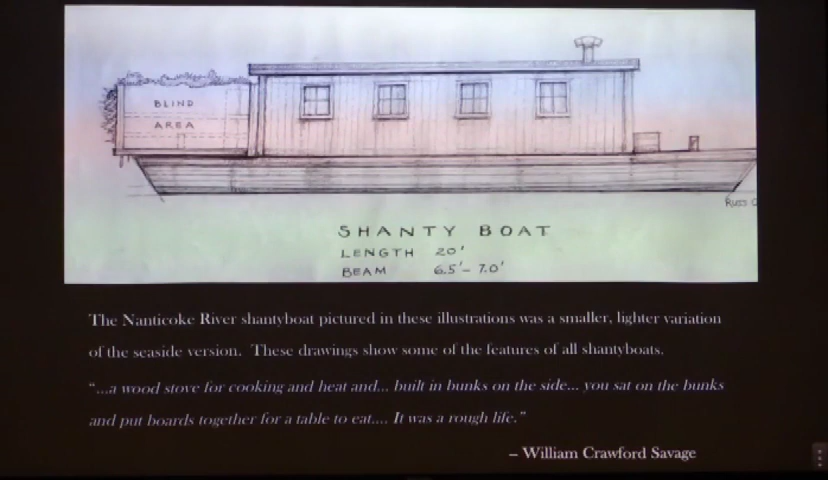 BLIND
AREA
SHANTY BOAT
LENGTH 20'
BEAM 6.5'- 7.0'
The Nanticoke River shantyboat pictured in these illustrations was a smaller, lighter variation
of the seaside version. These drawings show some of the features of all shantyboats.
"...a wood stove for cooking and heat and... built in bunks on the side... you sat on the bunks
and put boards together for a table to eat.... It was a rough life."
– William Crawford Savage